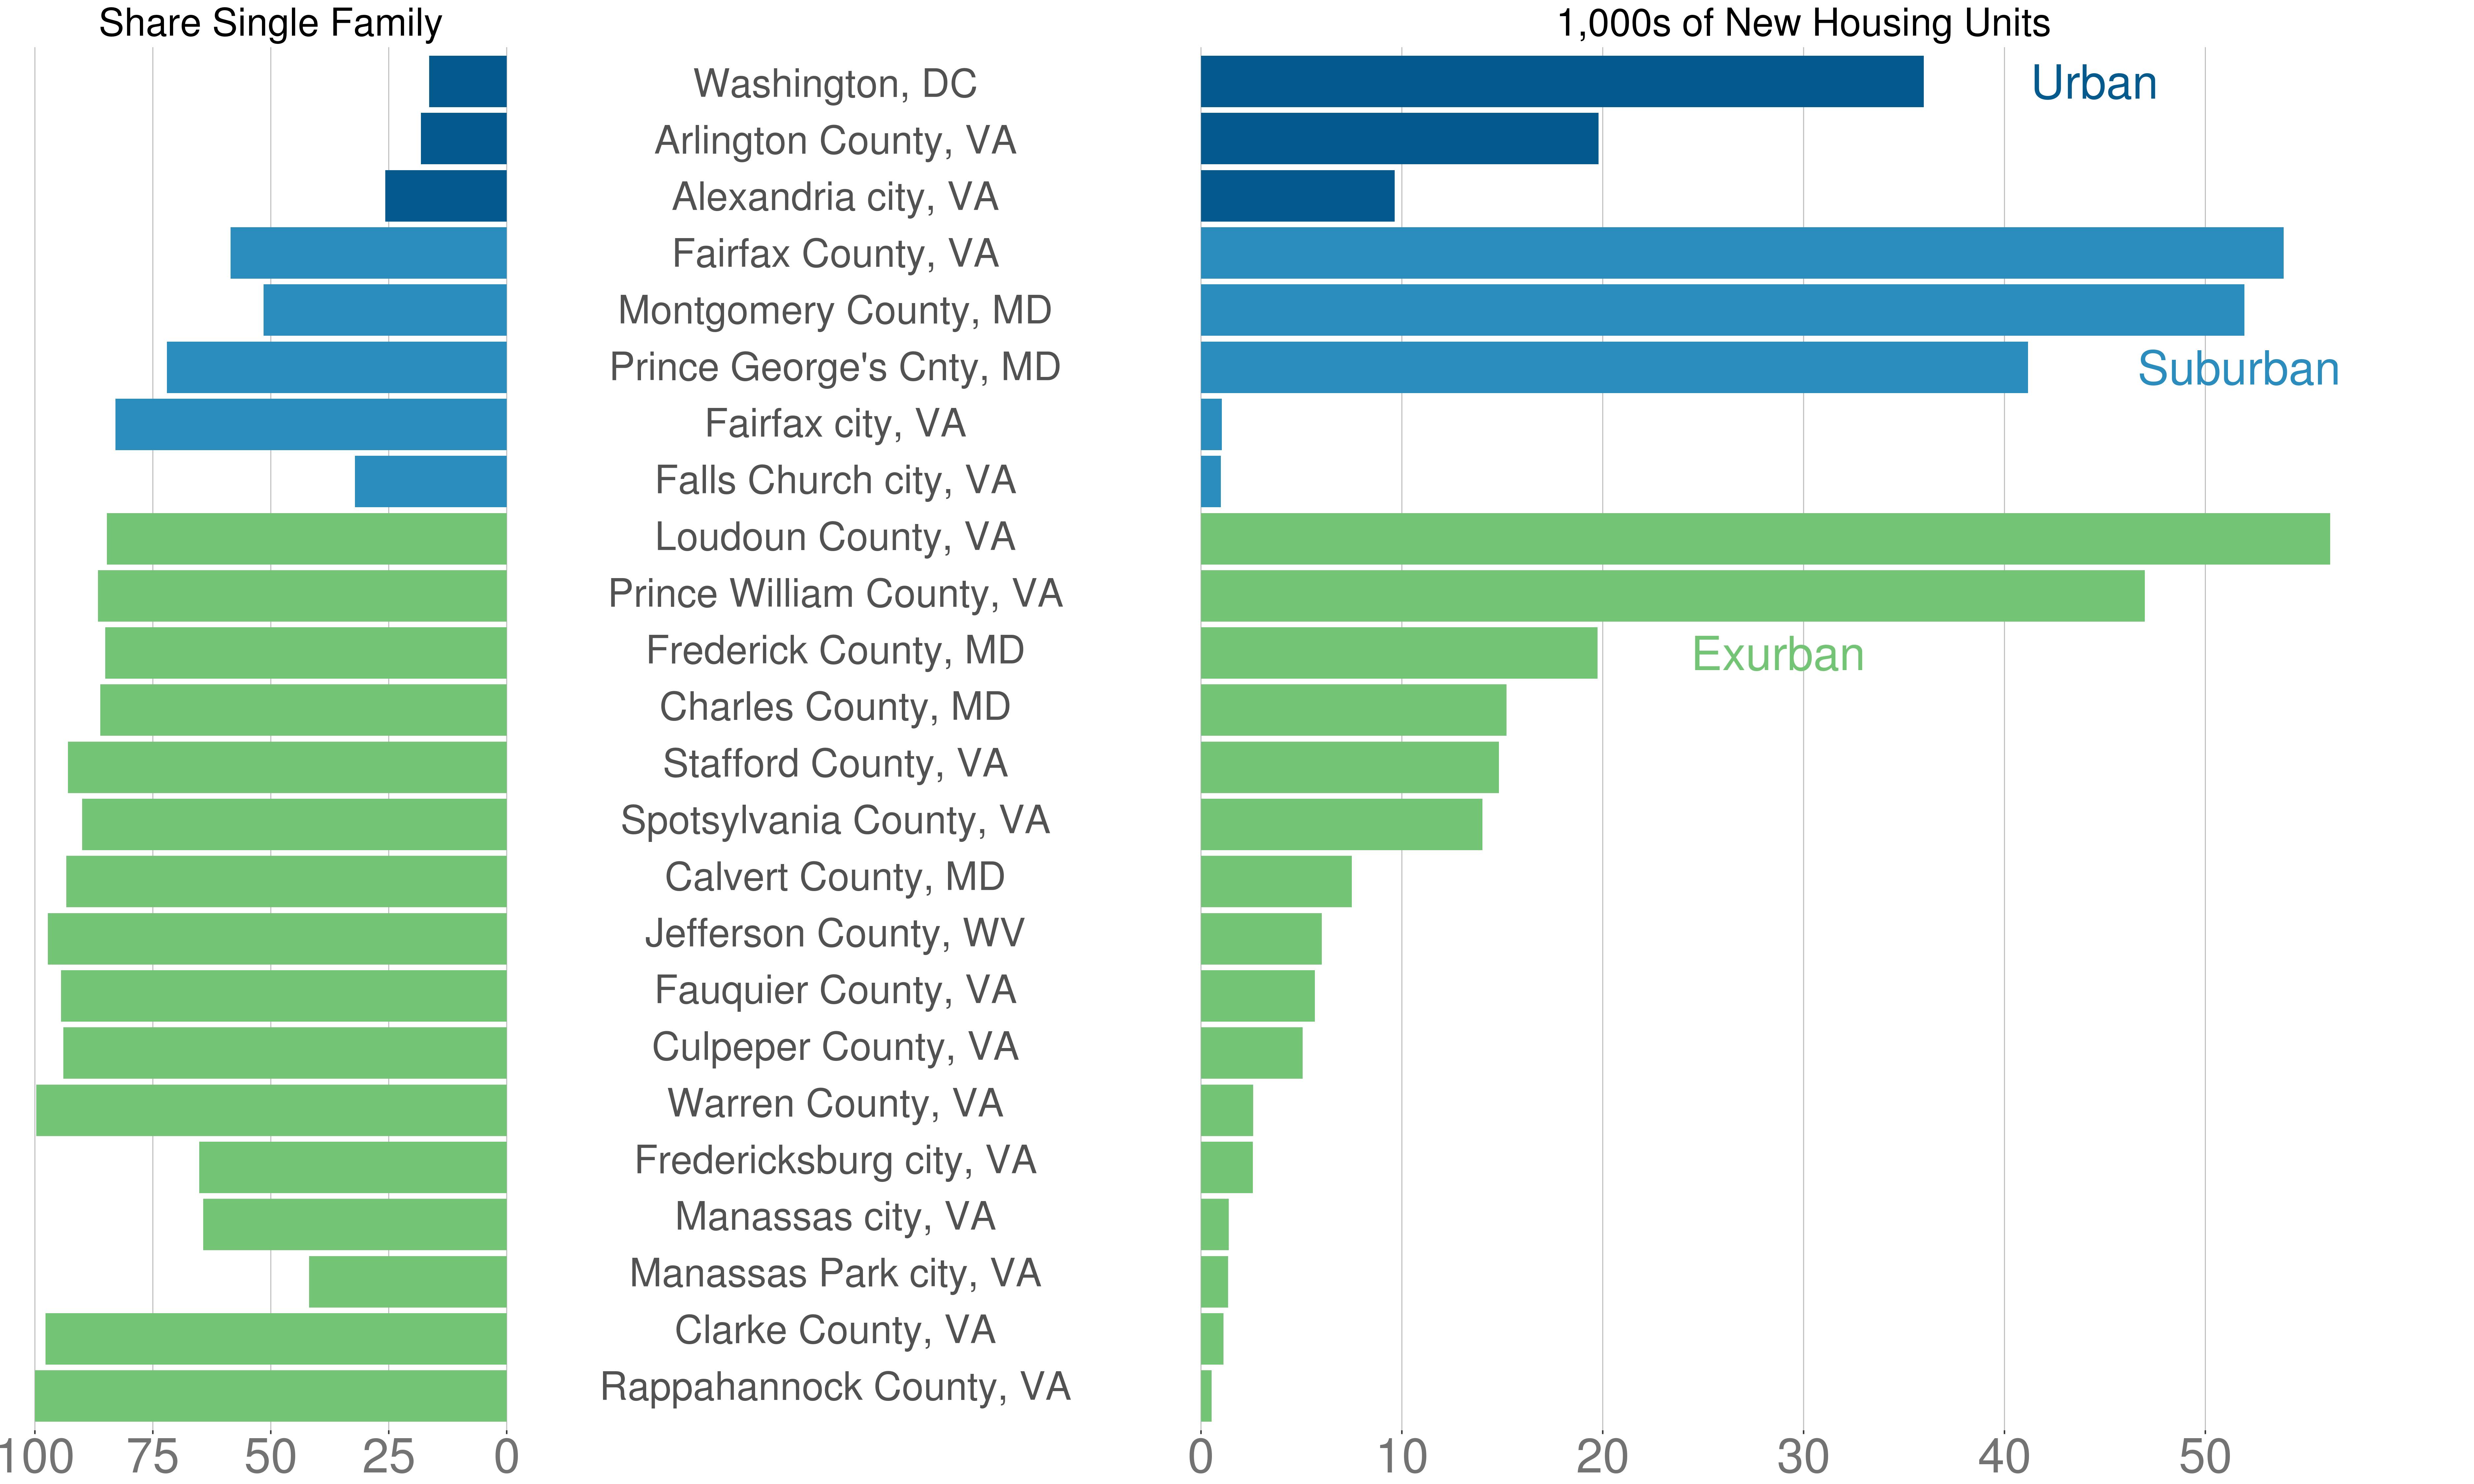 Share Single Family
1,000s of New Housing Units
Washington, DC
Urban
Arlington County, VA
Alexandria city, VA
Fairfax County, VA
Montgomery County, MD
Prince George's Cnty, MD
Suburban
Fairfax city, VA
Falls Church city, VA
Loudoun County, VA
Prince William County, VA
Frederick County, MD
Exurban
Charles County, MD
Stafford County, VA
Spotsylvania County, VA
Calvert County, MD
Jefferson County, WV
Fauquier County, VA
Culpeper County, VA
Warren County, VA
Fredericksburg city, VA
Manassas city, VA
Manassas Park city, VA
Clarke County, VA
Rappahannock County, VA
100 75 50 25 0
0 10 20 30 40 50